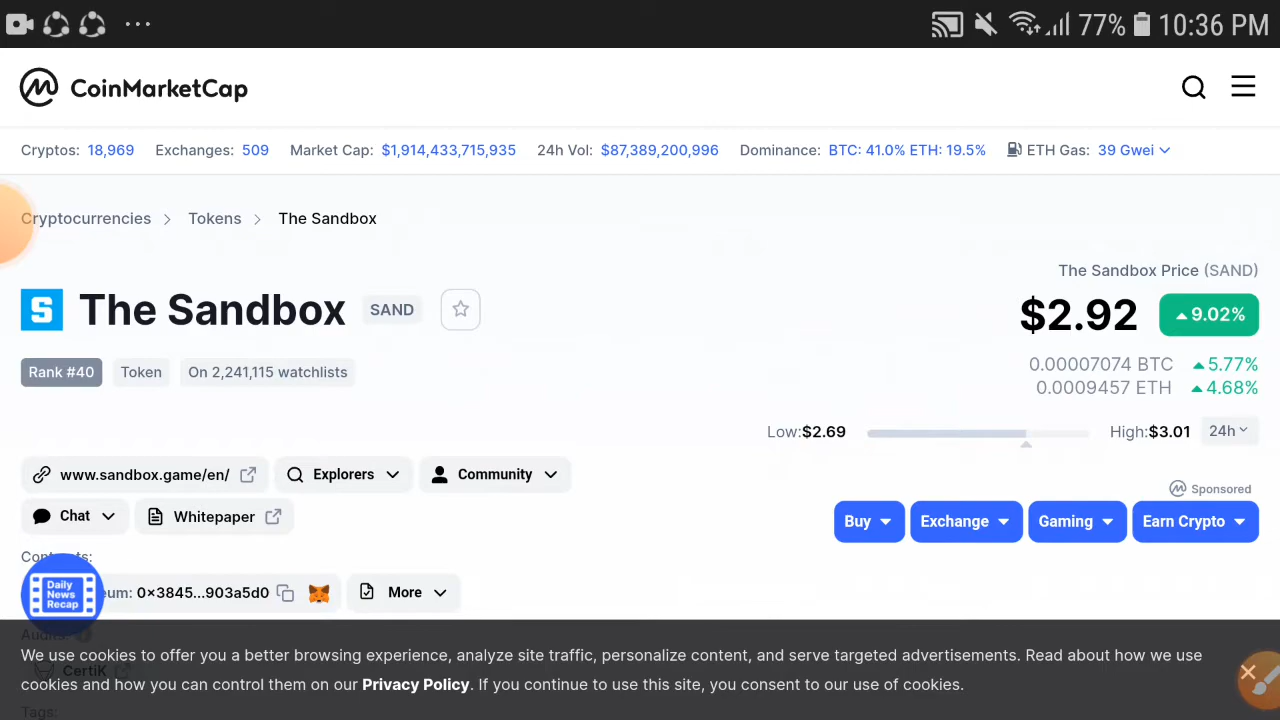 77% 10:36 PM
CoinMarketCap
Cryptos: 18,969 Exchanges: 509 Market Cap: $1,914,433,715,935 24h Vol: $87,389,200,996 Dominance: BTC: 41.0% ETH: 19.5% ETH Gas: 39 Gwei
Cryptocurrencies > Tokens > The Sandbox
The Sandbox Price (SAND)
S The Sandbox SAND
$2.92 9.02%
Rank #40 Token On 2,241,115 watchlists
0.00007074 BTC 5.77%
0.0009457 ETH 4.68%
Low:$2.69 High:$3.01 24h
www.sandbox.game/en/ Explorers Community
Sponsored
Chat Whitepaper
Buy Exchange Gaming Earn Crypto
Daily
News
Recap
eum: 0x3845...903a5d0 More
We use cookies to offer you a better browsing experience, analyze site traffic, personalize content, and serve targeted advertisements. Read about how we use
cookies and how you can control them on our Privacy Policy. If you continue to use this site, you consent to our use of cookies.
CertiK
Tags: